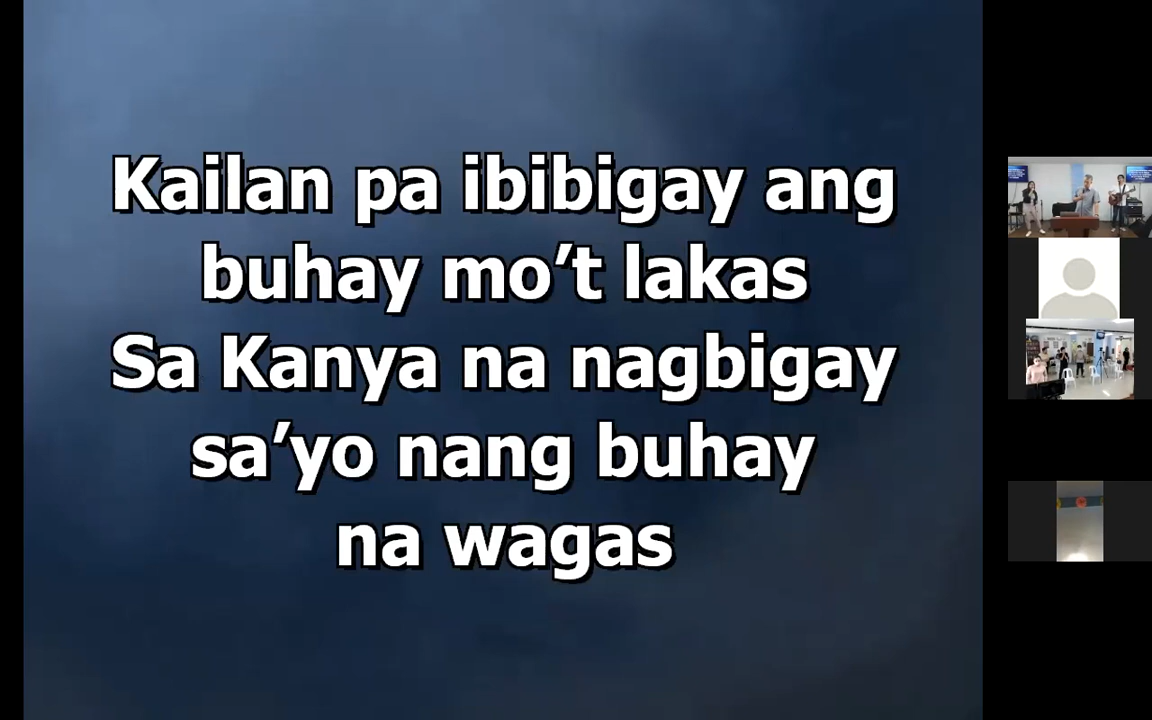 Kailan pa ibibigay ang
buhay mo’t lakas
Sa Kanya na nagbigay
sa’yo nang buhay
na wagas